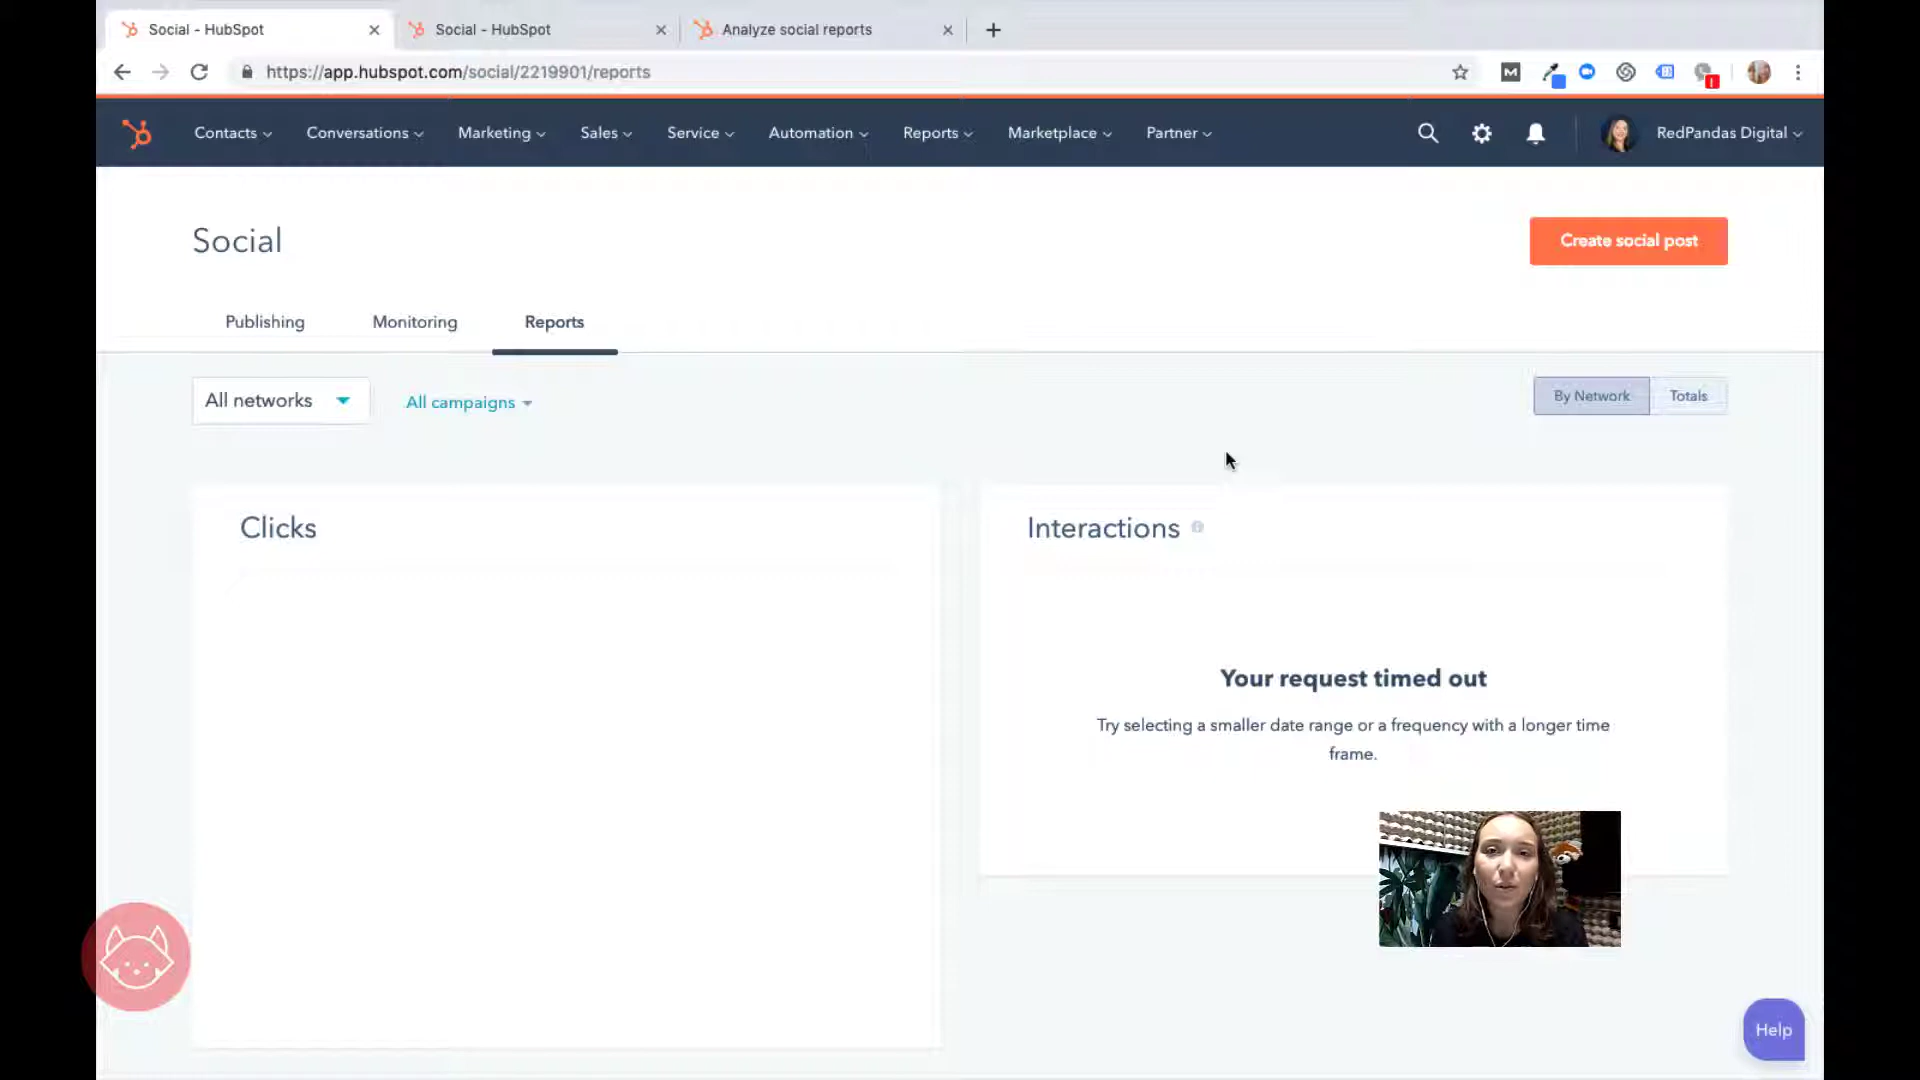 Social - HubSpot
Social - HubSpot
Analyze social reports
https://app.hubspot.com/social/2219901/reports
M
Contacts
Conversations
Marketing
Sales
Service
Automation
Reports
Marketplace
Partner
RedPandas Digital
Social
Create social post
Publishing
Monitoring
Reports
All networks
All campaigns
By Network
Totals
Clicks
Interactions
Your request timed out
Try selecting a smaller date range or a frequency with a longer time
frame.
Help